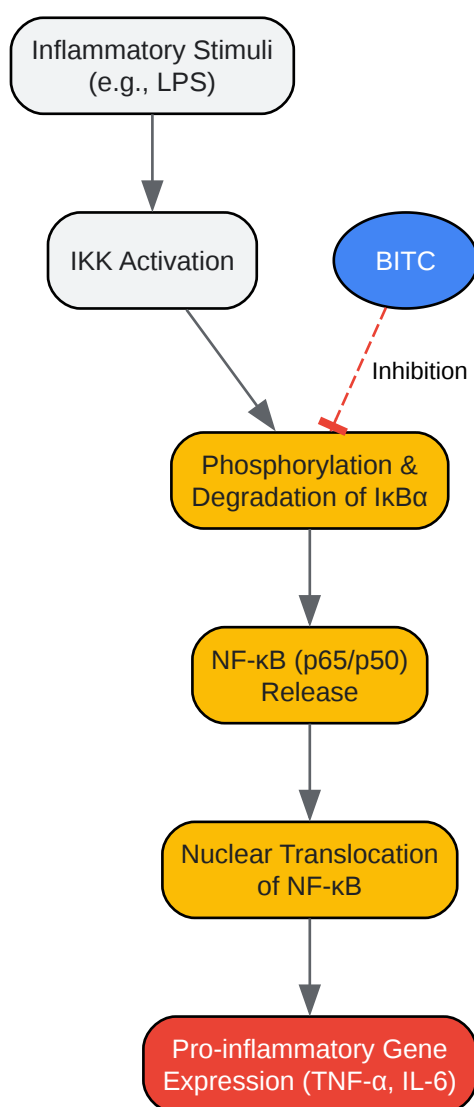 Inflammatory Stimuli
(e.g., LPS)
IKK Activation
BITC
Inhibition
Phosphorylation &
Degradation of IκBα
NF-κB (p65/p50)
Release
Nuclear Translocation
of NF-κB
Pro-inflammatory Gene
Expression (TNF-α, IL-6)